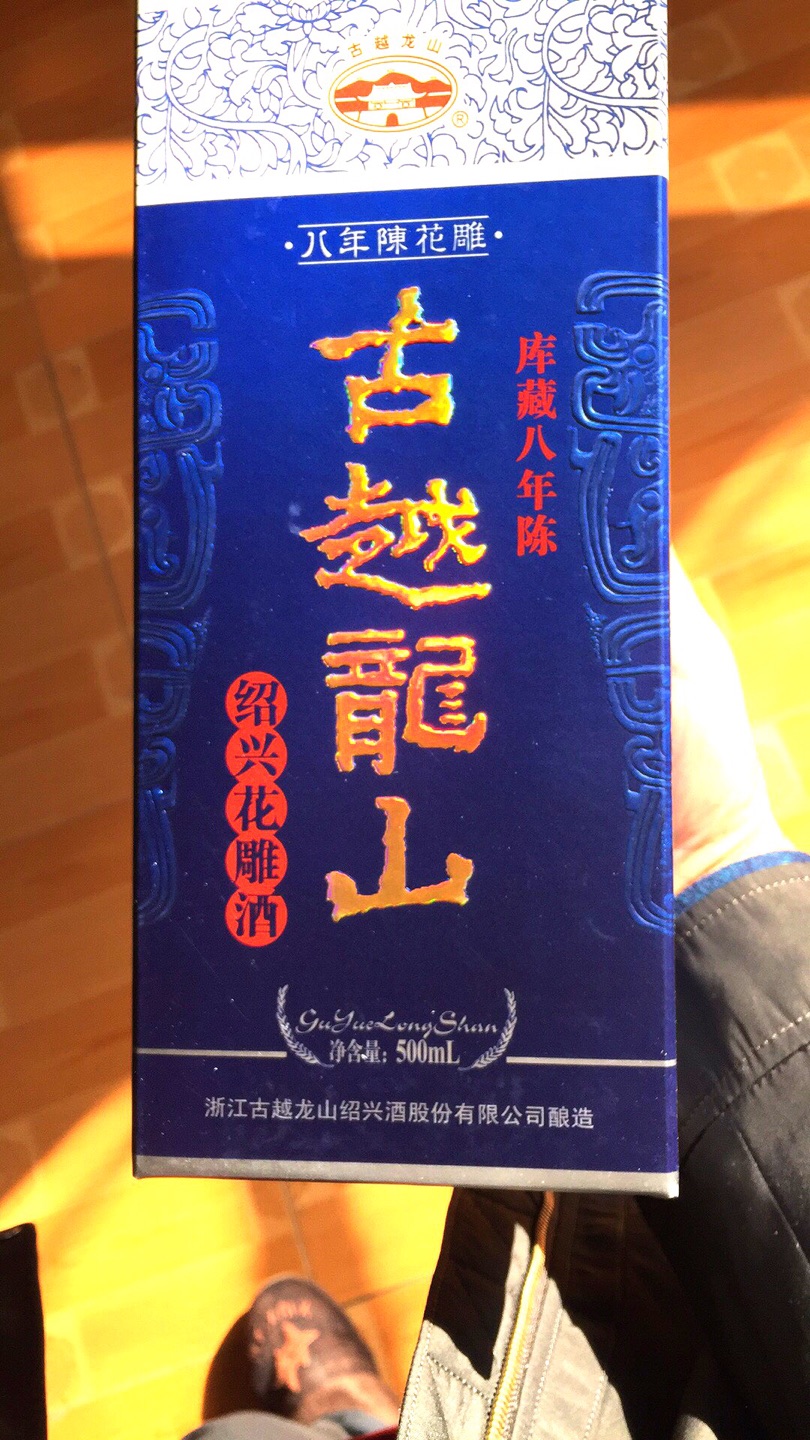 古越龙山
®
·八年陳花雕·
古越龍山
库藏八年陈
绍兴花雕酒
GuYueLongShan
净含量：500mL
浙江古越龙山绍兴酒股份有限公司酿造